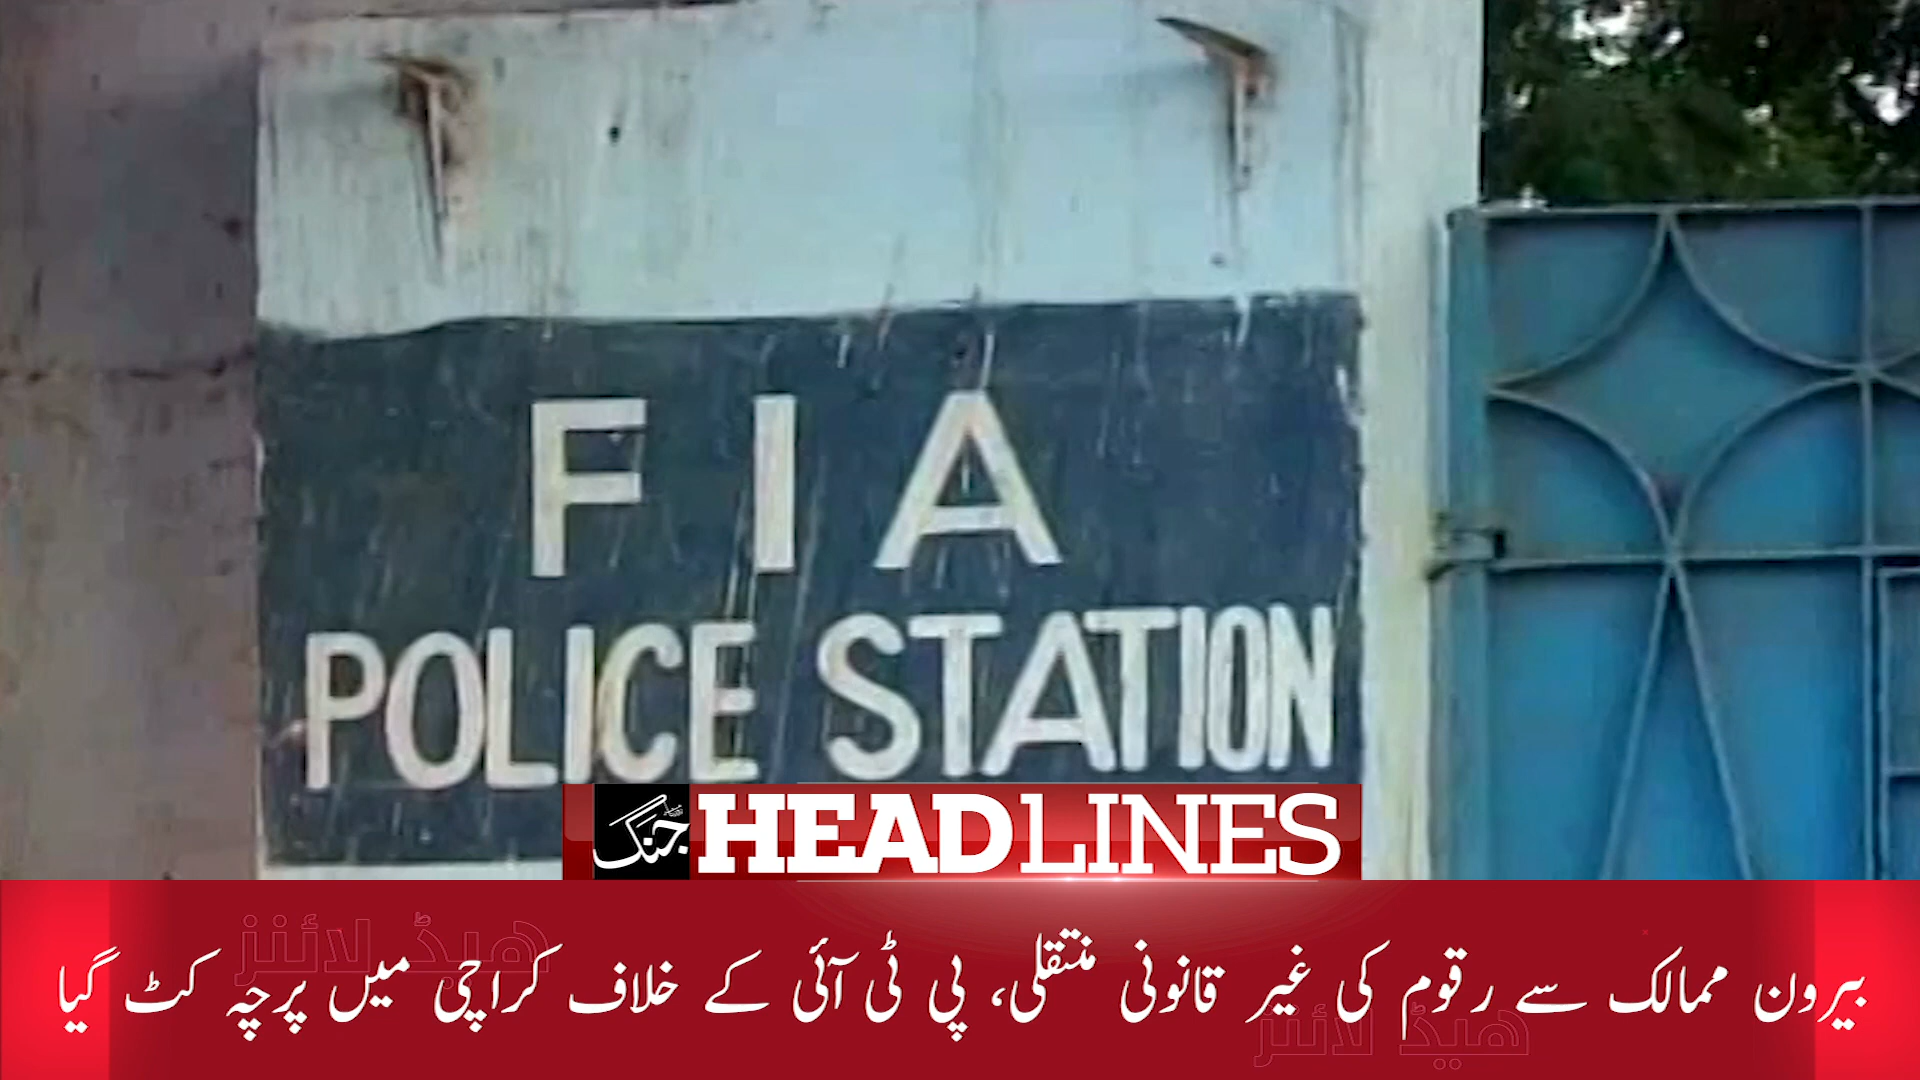 FIA
POLICE STATION
جنگ HEADLINES
ہیڈ لائنز
بیرون ممالک سے رقوم کی غیر قانونی منتقلی، پی ٹی آئی کے خلاف کراچی میں پرچہ کٹ گیا
ہیڈ لائنز